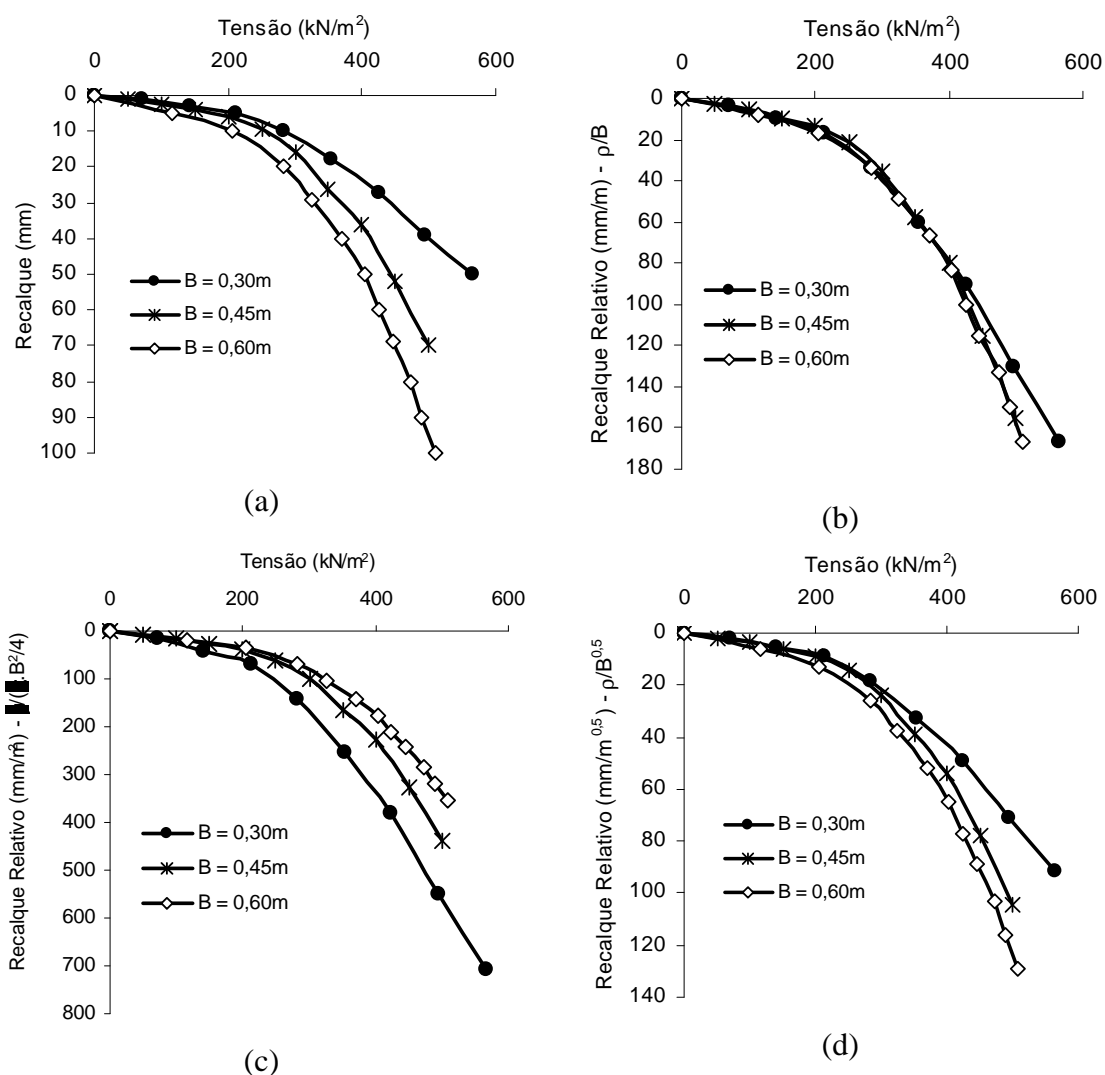 Tensão (kN/m²)
0 200 400 600
0
10
20
30
40
50
60
70
80
90
100
Recalque (mm)
B = 0,30m
B = 0,45m
B = 0,60m
(a)
Tensão (kN/m²)
0 200 400 600
0
20
40
60
80
100
120
140
160
180
Recalque Relativo (mm/m) - ρ/B
B = 0,30m
B = 0,45m
B = 0,60m
(b)
Tensão (kN/m²)
0 200 400 600
0
100
200
300
400
500
600
700
800
Recalque Relativo (mm/m²) - /( .B²/4)
B = 0,30m
B = 0,45m
B = 0,60m
(c)
Tensão (kN/m²)
0 200 400 600
0
20
40
60
80
100
120
140
Recalque Relativo (mm/m^0,5) - ρ/B^0,5
B = 0,30m
B = 0,45m
B = 0,60m
(d)